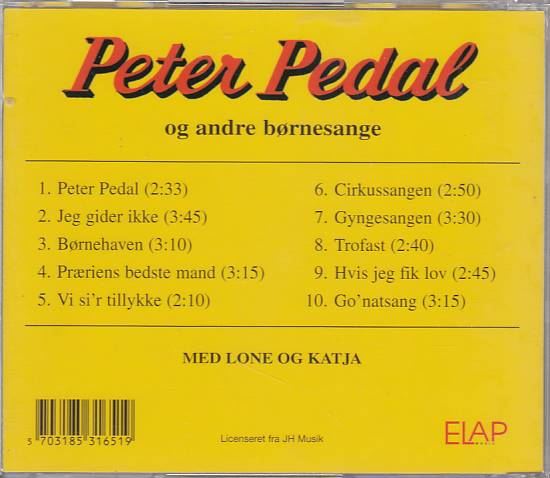 Peter Pedal
og andre børnesange
1. Peter Pedal (2:33)
2. Jeg gider ikke (3:45)
3. Børnehaven (3:10)
4. Præriens bedste mand (3:15)
5. Vi si'r tillykke (2:10)
6. Cirkussangen (2:50)
7. Gyngesangen (3:30)
8. Trofast (2:40)
9. Hvis jeg fik lov (2:45)
10. Go'natsang (3:15)
MED LONE OG KATJA
5 703185 316519
Licenseret fra JH Musik
ELAP
MUSIC